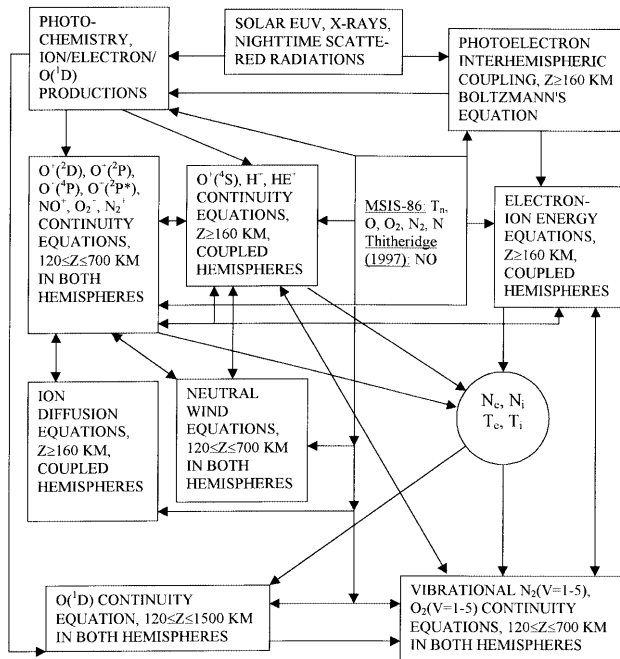 PHOTO-
CHEMISTRY,
ION/ELECTRON/
O(¹D)
PRODUCTIONS
SOLAR EUV, X-RAYS,
NIGHTTIME SCATTE-
RED RADIATIONS
PHOTOELECTRON
INTERHEMISPHERIC
COUPLING, Z≥160 KM
BOLTZMANN'S
EQUATION
O⁺(²D), O⁺(²P),
O⁺(⁴P), O⁺(²P*),
NO⁺, O₂⁺, N₂⁺
CONTINUITY
EQUATIONS,
120≤Z≤700 KM
IN BOTH
HEMISPHERES
O⁺(⁴S), H⁺, HE⁺
CONTINUITY
EQUATIONS,
Z≥160 KM,
COUPLED
HEMISPHERES
MSIS-86: Tₙ,
O, O₂, N₂, N
Thitheridge
(1997): NO
ELECTRON-
ION ENERGY
EQUATIONS,
Z≥160 KM,
COUPLED
HEMISPHERES
ION
DIFFUSION
EQUATIONS,
Z≥160 KM,
COUPLED
HEMISPHERES
NEUTRAL
WIND
EQUATIONS,
120≤Z≤700 KM
IN BOTH
HEMISPHERES
Nₑ, Nᵢ
Tₑ, Tᵢ
O(¹D) CONTINUITY
EQUATION, 120≤Z≤1500 KM
IN BOTH HEMISPHERES
VIBRATIONAL N₂(V=1-5),
O₂(V=1-5) CONTINUITY
EQUATIONS, 120≤Z≤700 KM
IN BOTH HEMISPHERES